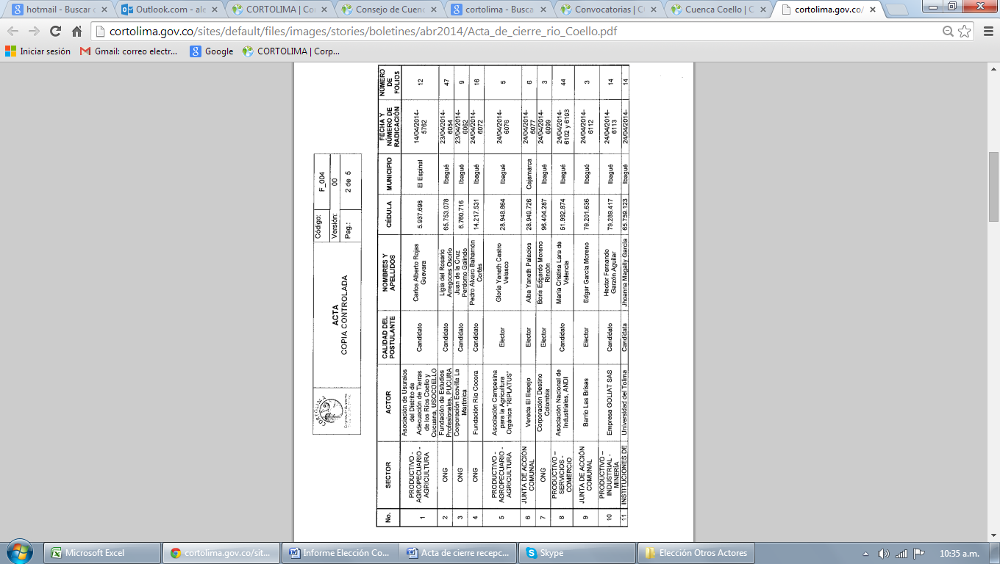 hotmail - Buscar c
Outlook.com - ale
CORTOLIMA | Co
Consejo de Cuenc
cortolima - Busca
Convocatorias | C
Cuenca Coello | C
cortolima.gov.co/
cortolima.gov.co/sites/default/files/images/stories/boletines/abr2014/Acta_de_cierre_rio_Coello.pdf
Iniciar sesión
Gmail: correo electr...
Google
CORTOLIMA | Corp...
CORTOLIMA
ACTA
COPIA CONTROLADA
Código:
F_004
Versión:
00
Pag.:
2 de 5
No.
SECTOR
ACTOR
CALIDAD DEL
POSTULANTE
NOMBRES Y
APELLIDOS
CÉDULA
MUNICIPIO
FECHA Y
NÚMERO DE
RADICACIÓN
NÚMERO
DE
FOLIOS
1
PRODUCTIVO -
AGROPECUARIO -
AGRICULTURA
Asociación de Usuraios
del Distrito de
Adecuación de Tierras
de los Ríos Coello y
Cucuana, USOCOELLO
Candidato
Carlos Alberto Rojas
Guevara
5.937.698
El Espinal
14/04/2014-
5762
12
2
ONG
Fundación de Estudios
Profesionales, PUCURA
Candidato
Ligia del Rosario
Arregoces Osorio
65.753.078
Ibagué
23/04/2014-
6054
47
3
ONG
Corporación Ecovilla La
Martinica
Candidato
Juan de la Cruz
Perdomo Galindo
6.760.716
Ibagué
23/04/2014-
6062
9
4
ONG
Fundación Río Cocora
Candidato
Pedro Alvaro Bahamón
Cortés
14.217.531
Ibagué
24/04/2014-
6072
16
5
PRODUCTIVO -
AGROPECUARIO -
AGRICULTURA
Asociación Campesina
para la Agricultura
Orgánica "RIPLATUS"
Elector
Gloria Yaneth Castro
Velasco
28.948.864
Ibagué
24/04/2014-
6076
5
6
JUNTA DE ACCIÓN
COMUNAL
Vereda El Espejo
Elector
Alba Yaneth Palacios
28.949.726
Cajamarca
24/04/2014-
6077
6
7
ONG
Corporación Destino
Colombia
Elector
Boris Edgardo Moreno
Rincón
96.404.287
Ibagué
24/04/2014-
6099
3
8
PRODUCTIVO –
SERVICIOS -
COMERCIO
Asociación Nacional de
Industriales, ANDI
Candidato
María Cristina Lara de
Valencia
51.992.874
Ibagué
24/04/2014-
6102 y 6103
44
9
JUNTA DE ACCIÓN
COMUNAL
Barrio Las Brisas
Elector
Edgar García Moreno
79.201.636
Ibagué
24/04/2014-
6112
3
10
PRODUCTIVO –
INDUSTRIAL -
MINERÍA
Empresa GOLIAT SAS
Candidato
Hector Fernando
Garzón Aguilar
79.289.417
Ibagué
24/04/2014-
6113
14
11
INSTITUCIONES DE
Universidad del Tolima
Candidata
Jhoanna Magally García
65.759.123
Ibagué
24/04/2014-
14
Microsoft Excel
cortolima.gov.co/sit...
Informe Elección Co...
Acta de cierre recepc...
Skype
Elección Otros Actores
10:35 a.m.